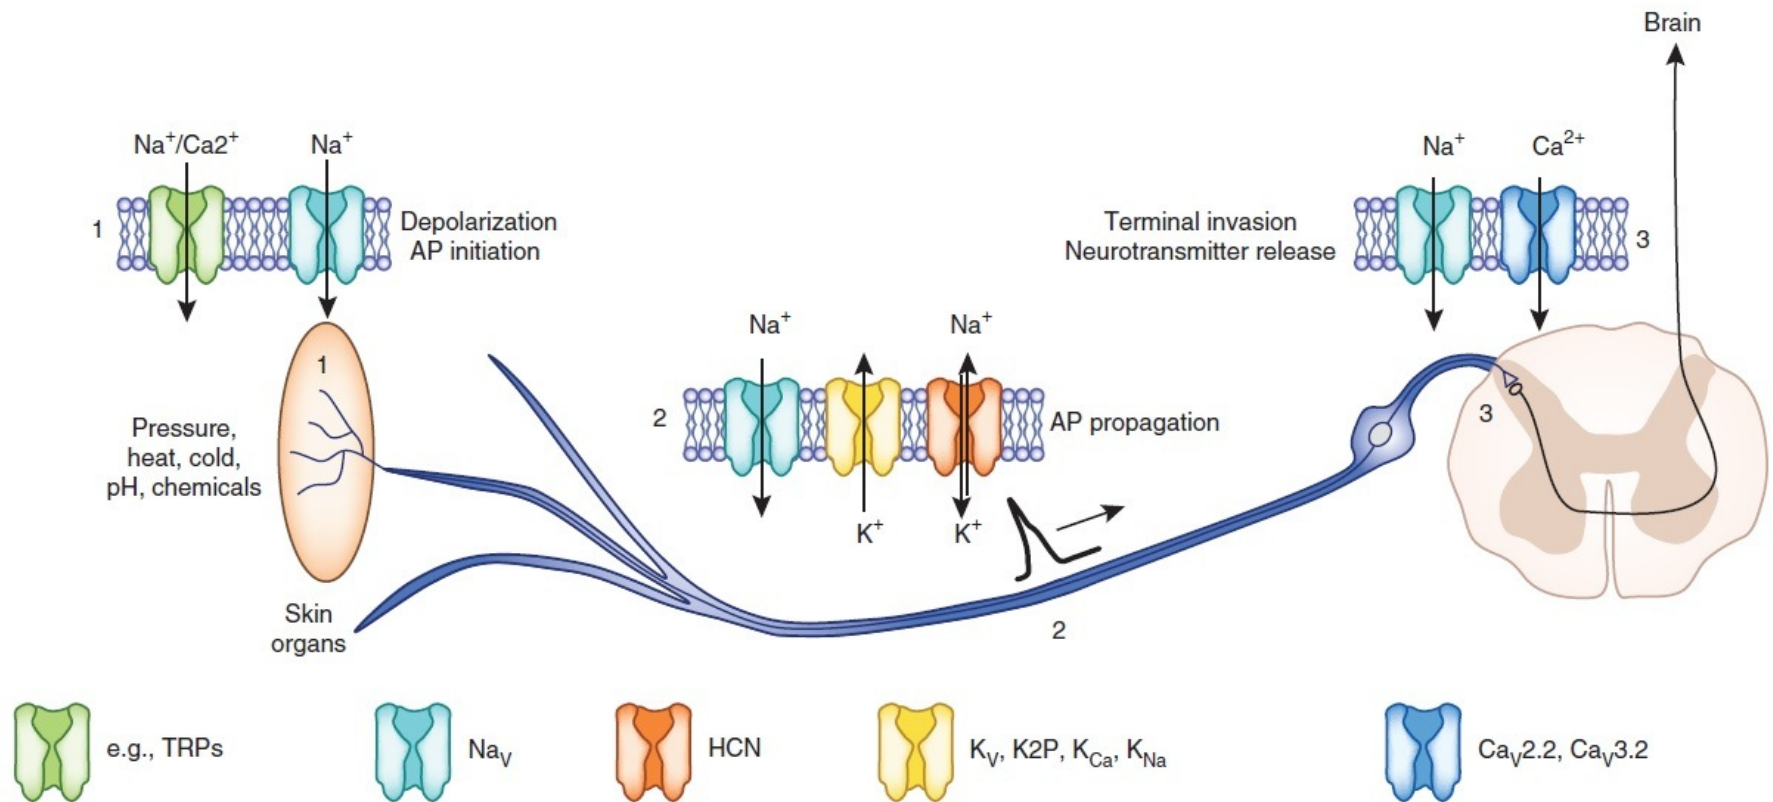 Brain
Na⁺/Ca2⁺
Na⁺
1
Depolarization
AP initiation
Na⁺
Ca²⁺
Terminal invasion
Neurotransmitter release
3
1
Pressure,
heat, cold,
pH, chemicals
Skin
organs
Na⁺
Na⁺
2
AP propagation
K⁺
K⁺
2
3
e.g., TRPs
Naᵥ
HCN
Kᵥ, K2P, K_Ca, K_Na
Caᵥ2.2, Caᵥ3.2